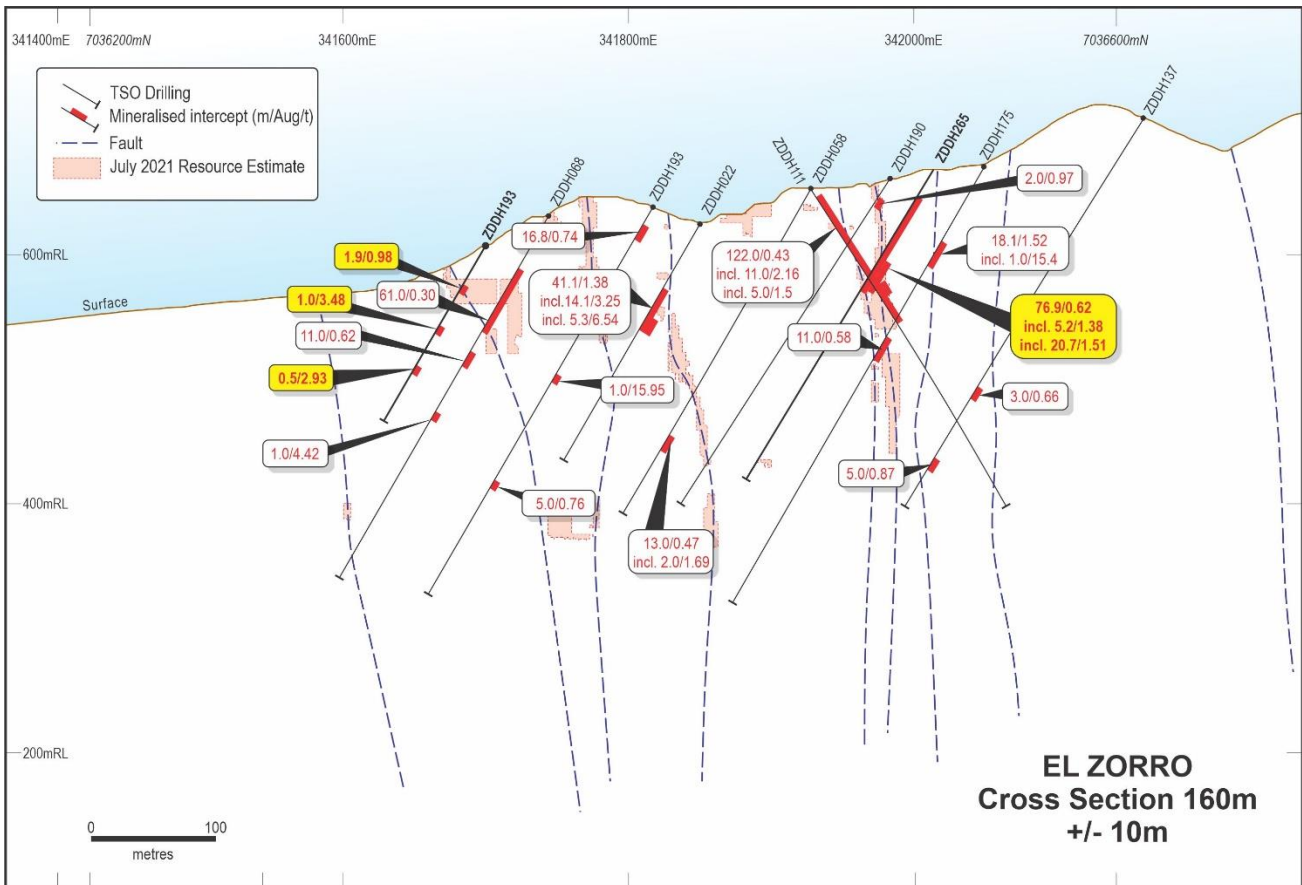 341400mE 7036200mN 341600mE 341800mE 342000mE 7036600mN
TSO Drilling
Mineralised intercept (m/Aug/t)
Fault
July 2021 Resource Estimate
ZDDH137
ZDDH175
ZDDH265
ZDDH190
ZDDH058
ZDDH111
ZDDH022
ZDDH193
ZDDH068
ZDDH193
2.0/0.97
16.8/0.74
18.1/1.52
incl. 1.0/15.4
600mRL
1.9/0.98
122.0/0.43
incl. 11.0/2.16
incl. 5.0/1.5
41.1/1.38
incl.14.1/3.25
incl. 5.3/6.54
61.0/0.30
1.0/3.48
Surface
76.9/0.62
incl. 5.2/1.38
incl. 20.7/1.51
11.0/0.62
11.0/0.58
0.5/2.93
1.0/15.95
3.0/0.66
1.0/4.42
5.0/0.87
400mRL
5.0/0.76
13.0/0.47
incl. 2.0/1.69
200mRL
EL ZORRO
Cross Section 160m
+/- 10m
0 100
metres